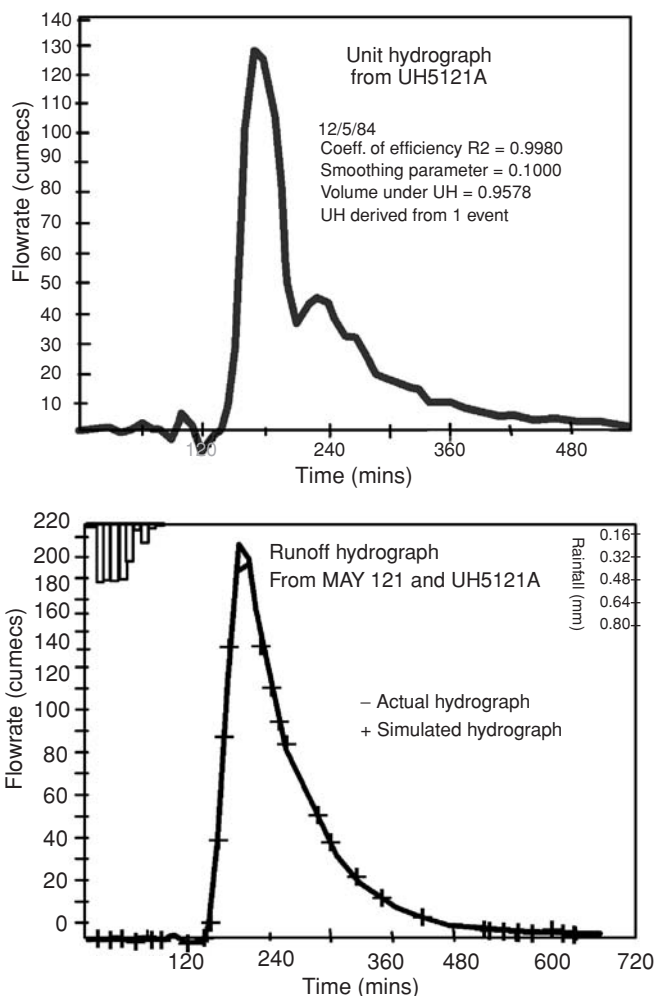 140
130
120
110
100
90
80
70
60
50
40
30
20
10
Flowrate (cumecs)
Unit hydrograph
from UH5121A
12/5/84
Coeff. of efficiency R2 = 0.9980
Smoothing parameter = 0.1000
Volume under UH = 0.9578
UH derived from 1 event
120
240
360
480
Time (mins)
220
200
180
160
140
120
100
80
60
40
20
0
Flowrate (cumecs)
Runoff hydrograph
From MAY 121 and UH5121A
0.16
0.32
0.48
0.64
0.80
Rainfall (mm)
– Actual hydrograph
+ Simulated hydrograph
120
240
360
480
600
720
Time (mins)